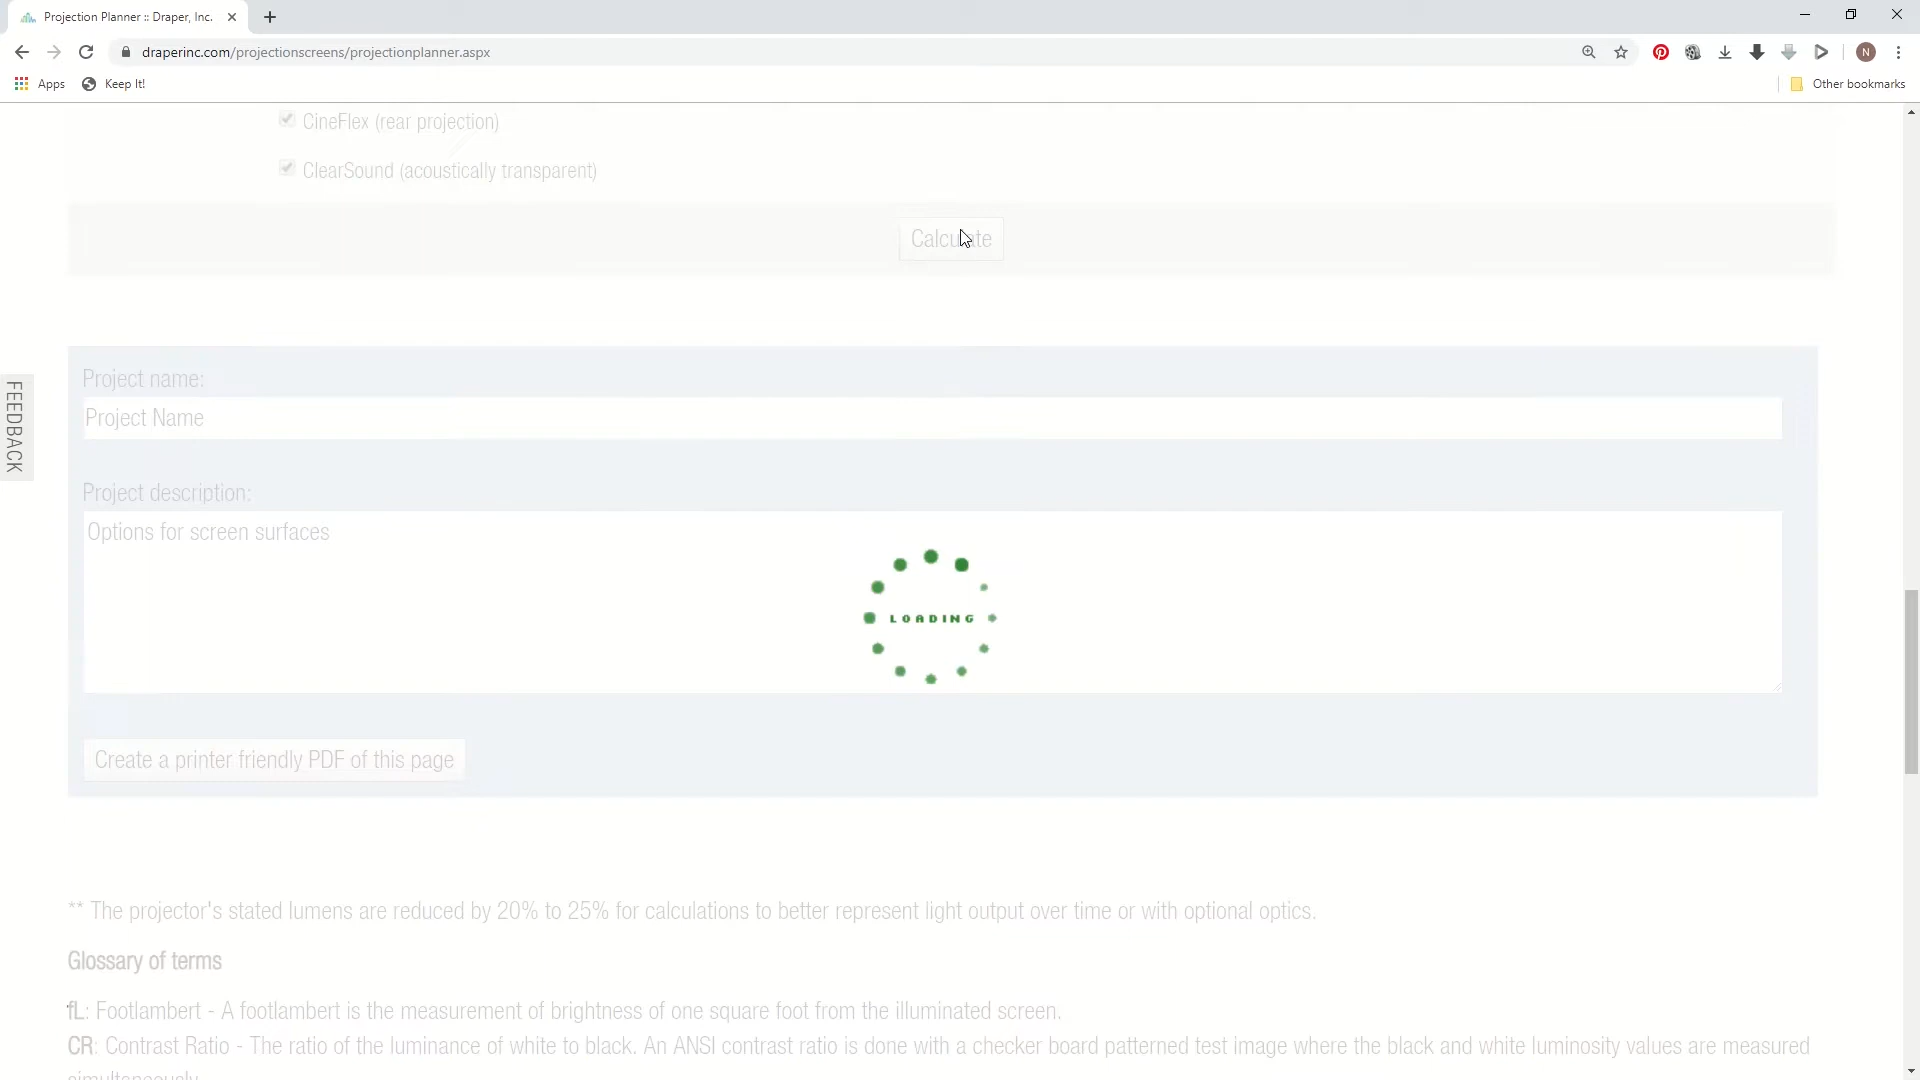 Projection Planner :: Draper, Inc.
draperinc.com/projectionscreens/projectionplanner.aspx
N
Apps
Keep It!
Other bookmarks
CineFlex (rear projection)
ClearSound (acoustically transparent)
Calculate
FEEDBACK
Project name:
Project Name
Project description:
Options for screen surfaces
LOADING
Create a printer friendly PDF of this page
** The projector's stated lumens are reduced by 20% to 25% for calculations to better represent light output over time or with optional optics.
Glossary of terms
fL: Footlambert - A footlambert is the measurement of brightness of one square foot from the illuminated screen.
CR: Contrast Ratio - The ratio of the luminance of white to black. An ANSI contrast ratio is done with a checker board patterned test image where the black and white luminosity values are measured
simultaneously.